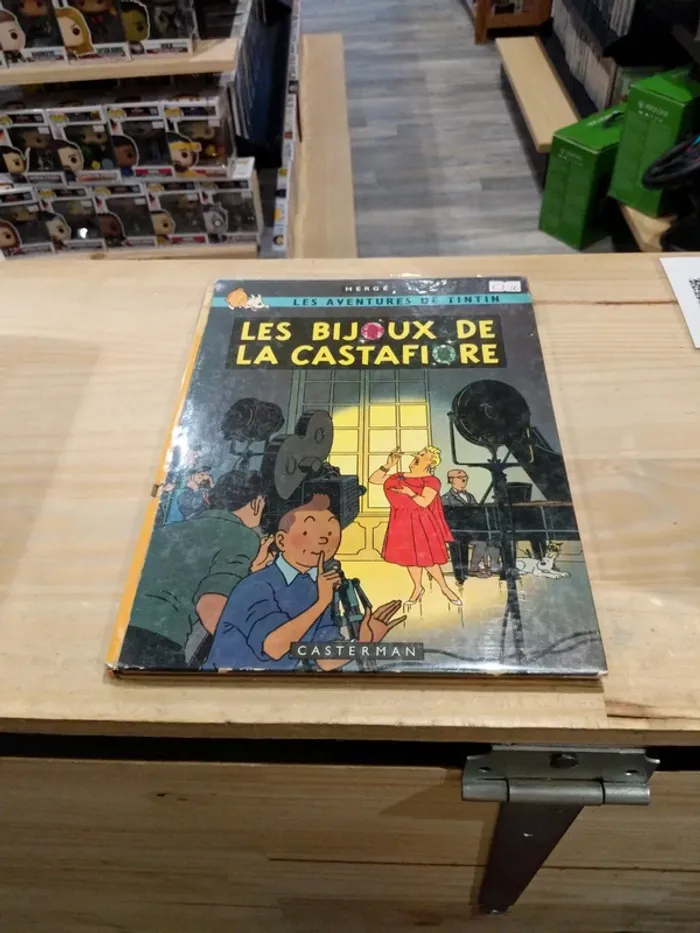 HERGÉ
LES AVENTURES DE TINTIN
LES BIJOUX DE
LA CASTAFIORE
CASTERMAN